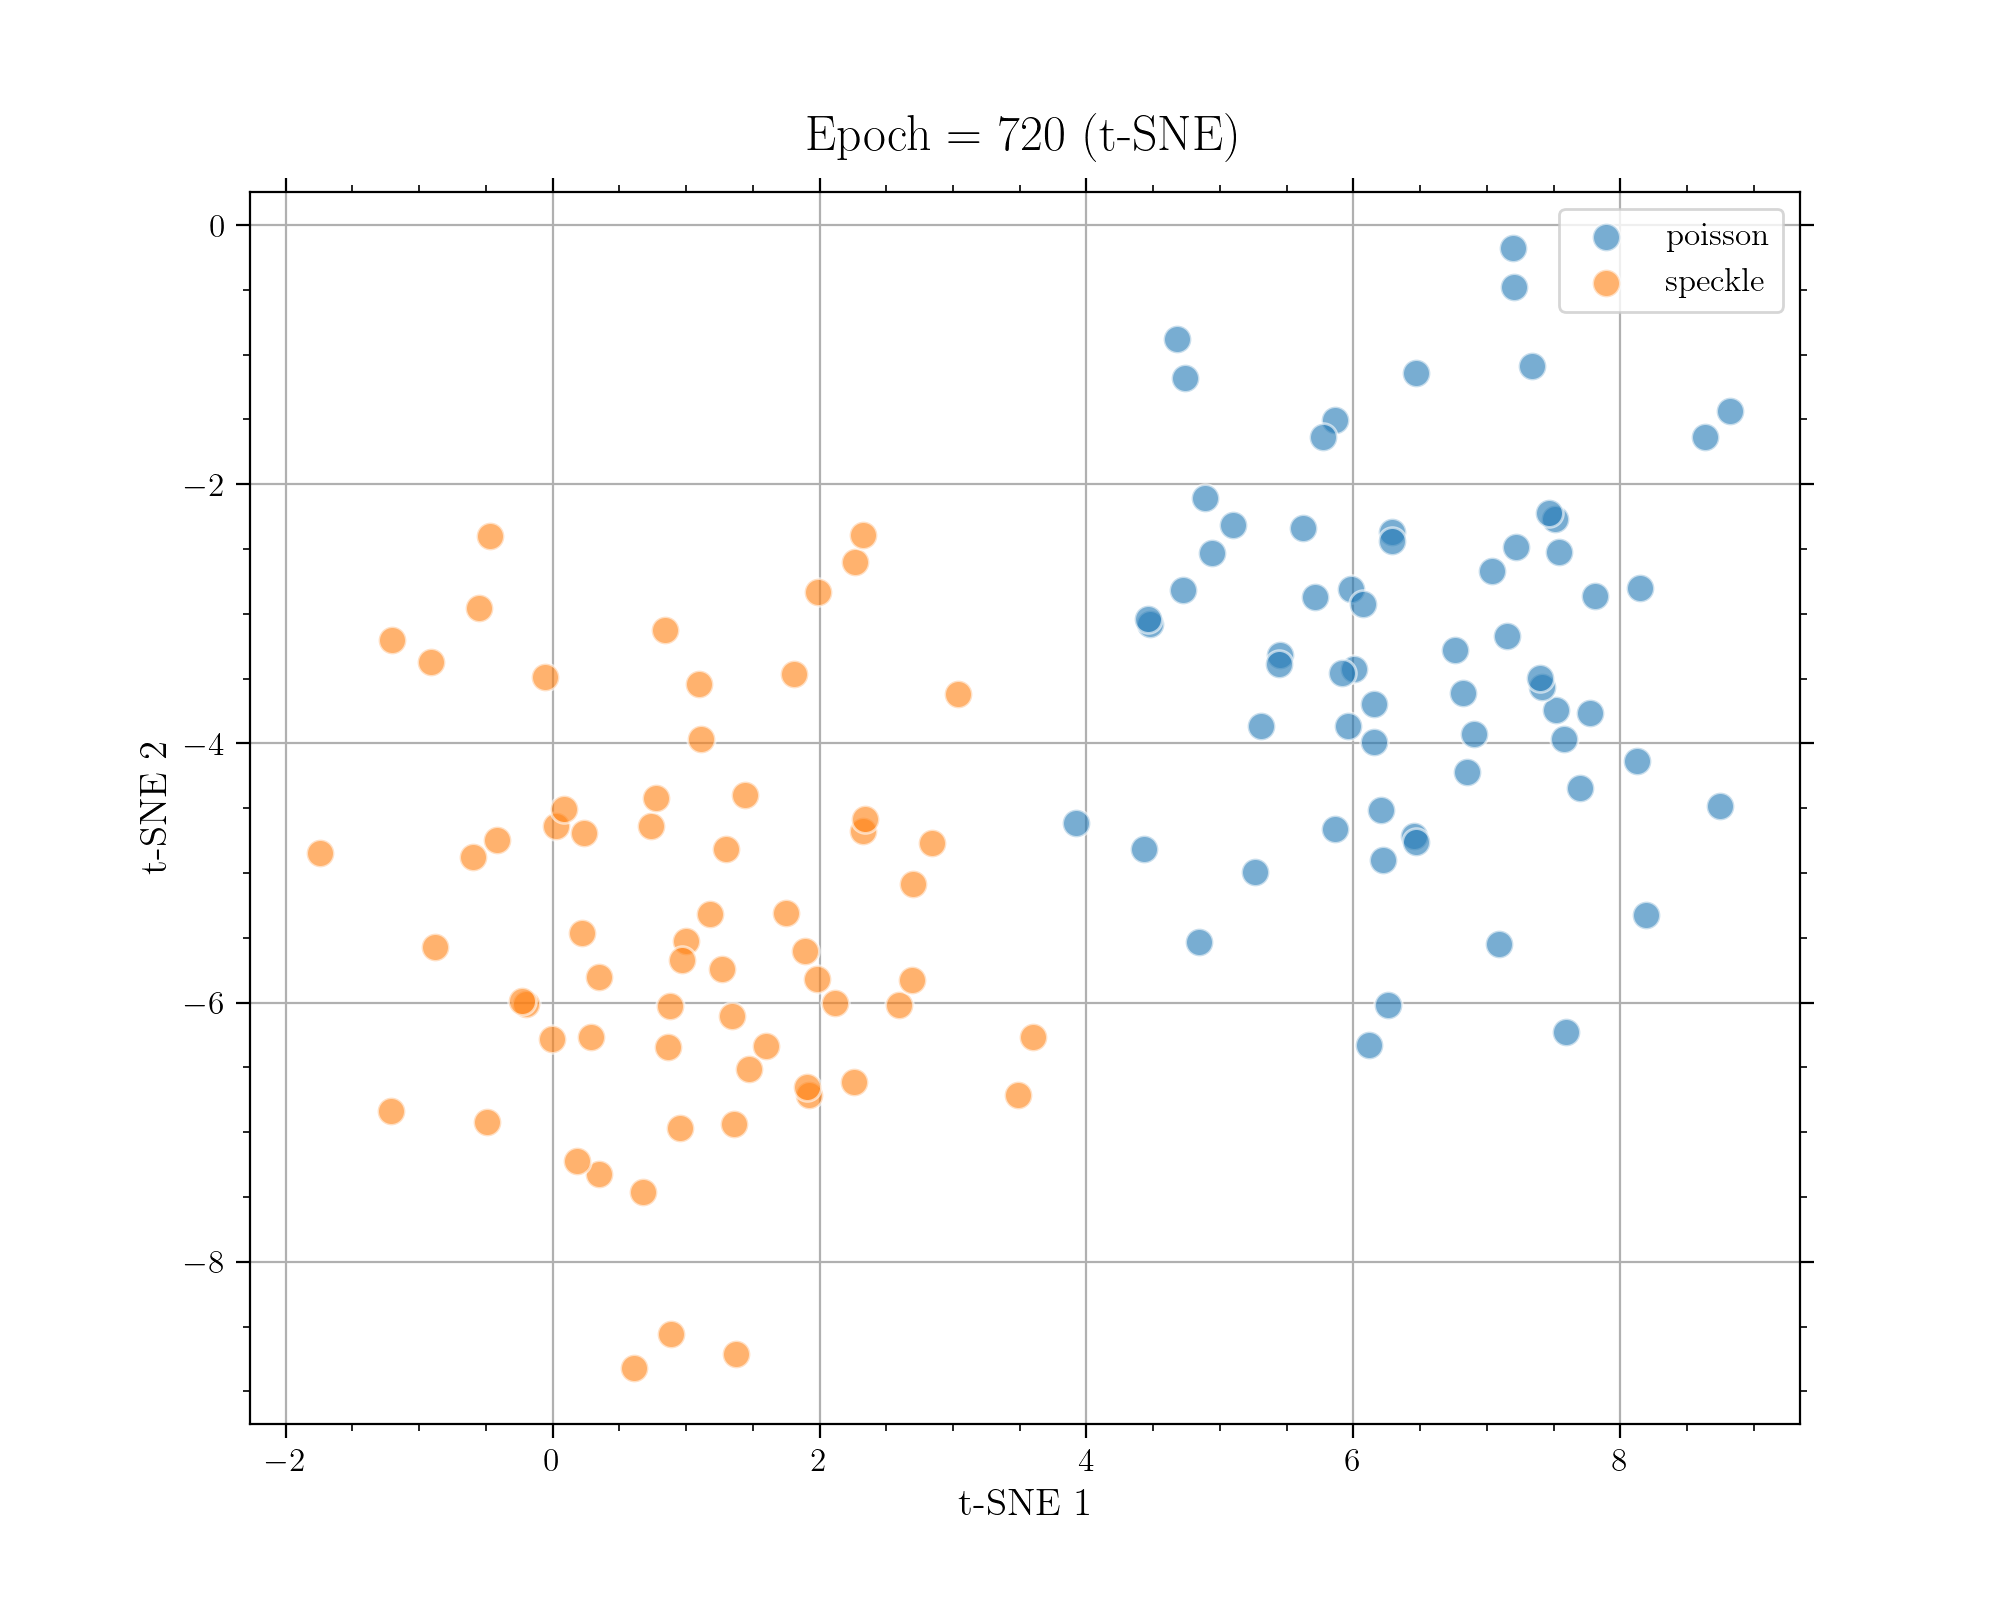 Epoch = 720 (t-SNE)
poisson
speckle
0
−2
−4
−6
−8
t-SNE 2
−2 0 2 4 6 8
t-SNE 1